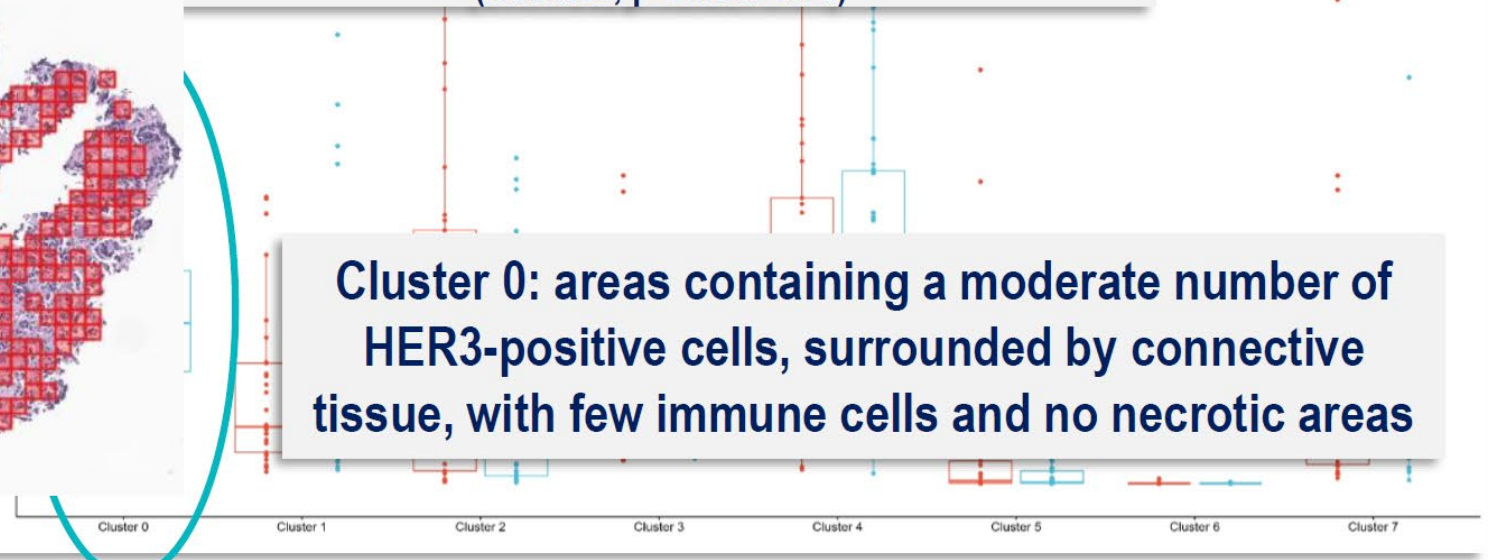 Cluster 0: areas containing a moderate number of
HER3-positive cells, surrounded by connective
tissue, with few immune cells and no necrotic areas
Cluster 0 Cluster 1 Cluster 2 Cluster 3 Cluster 4 Cluster 5 Cluster 6 Cluster 7